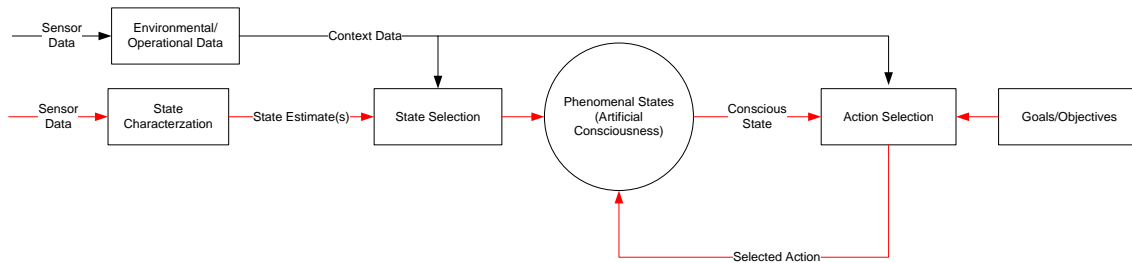 Sensor
Data
Environmental/
Operational Data
Context Data
Sensor
Data
State
Characterzation
State Estimate(s)
State Selection
Phenomenal States
(Artificial
Consciousness)
Conscious
State
Action Selection
Goals/Objectives
Selected Action